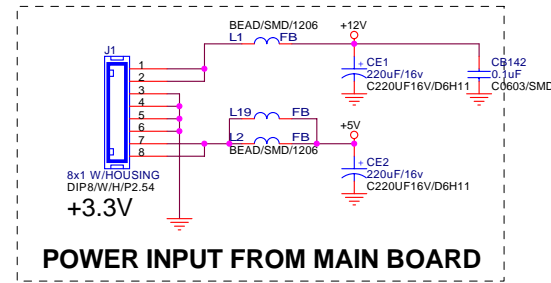 BEAD/SMD/1206
+12V
J1
L1
FB
1
2
3
4
5
6
7
8
CE1
220uF/16v
C220UF16V/D6H11
CB142
0.1uF
C0603/SMD
L19
FB
L2
FB
BEAD/SMD/1206
+5V
CE2
220uF/16v
C220UF16V/D6H11
8x1 W/HOUSING
DIP8/W/H/P2.54
+3.3V
POWER INPUT FROM MAIN BOARD